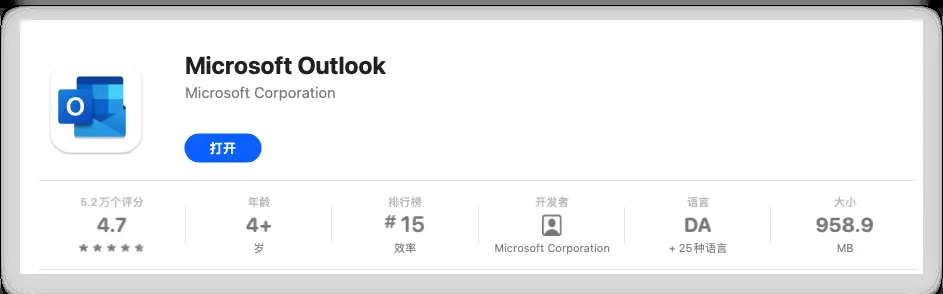 Microsoft Outlook
Microsoft Corporation
O
打开
5.2万个评分 年龄 排行榜 开发者 语言 大小
4.7 4+ #15 DA 958.9
岁 效率 Microsoft Corporation + 25种语言 MB